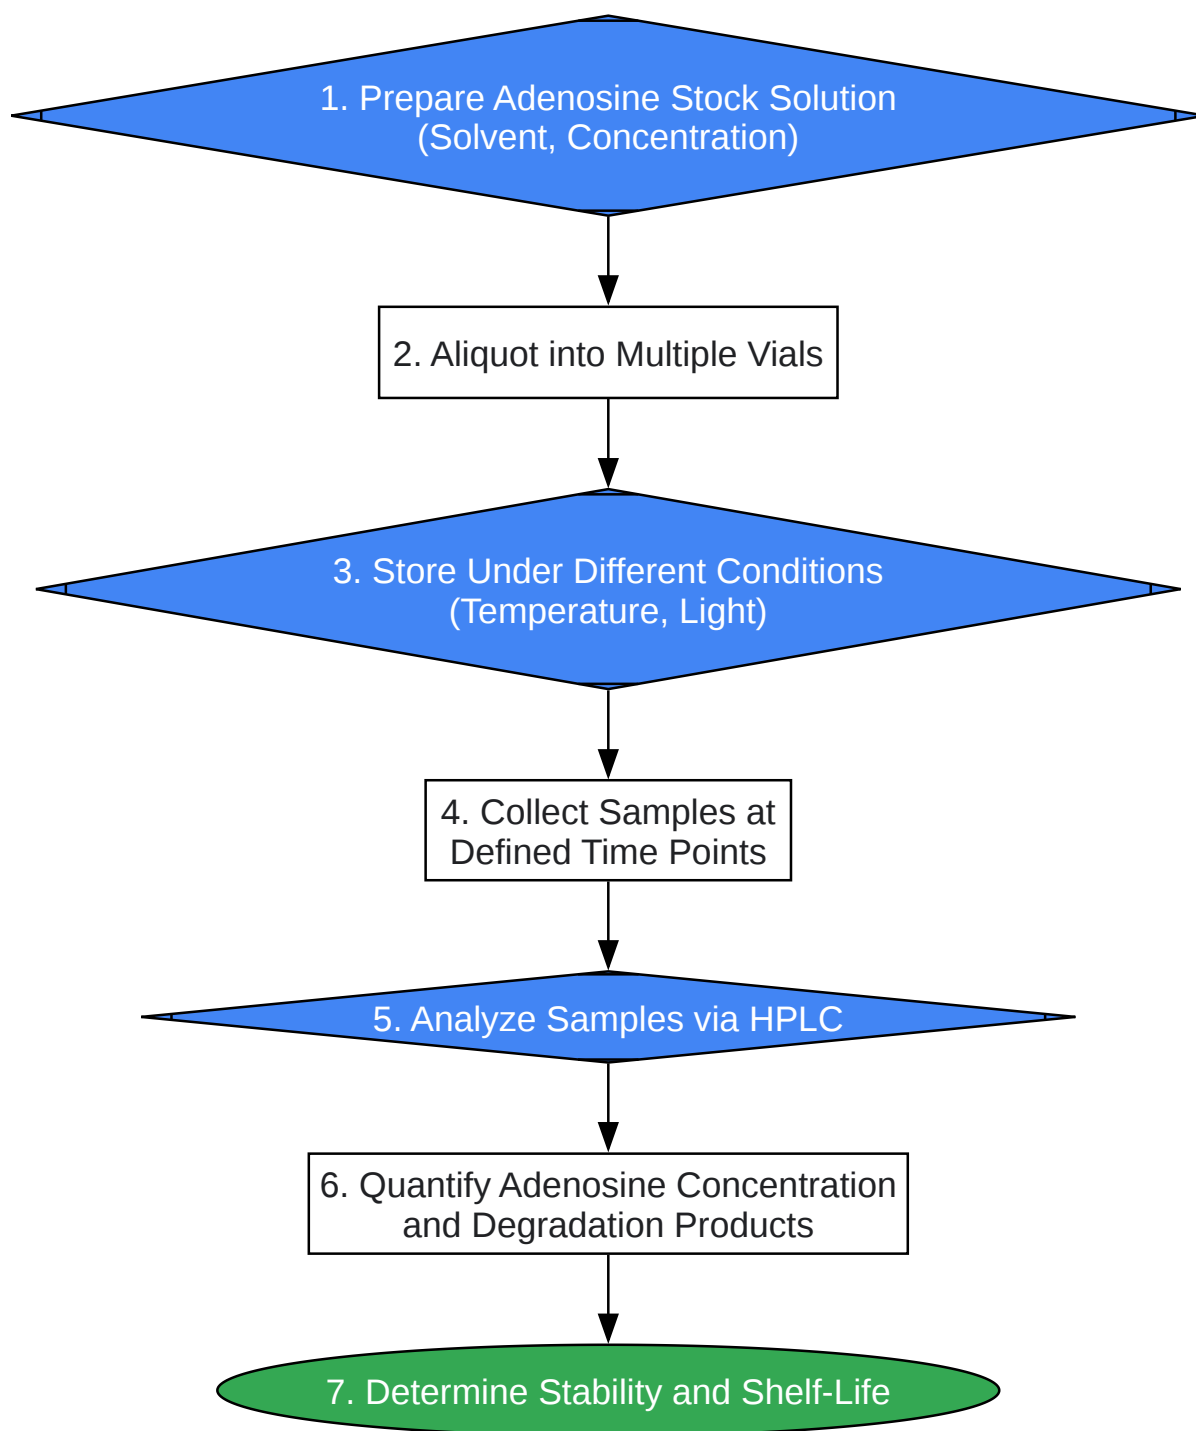 1. Prepare Adenosine Stock Solution
(Solvent, Concentration)
2. Aliquot into Multiple Vials
3. Store Under Different Conditions
(Temperature, Light)
4. Collect Samples at
Defined Time Points
5. Analyze Samples via HPLC
6. Quantify Adenosine Concentration
and Degradation Products
7. Determine Stability and Shelf-Life